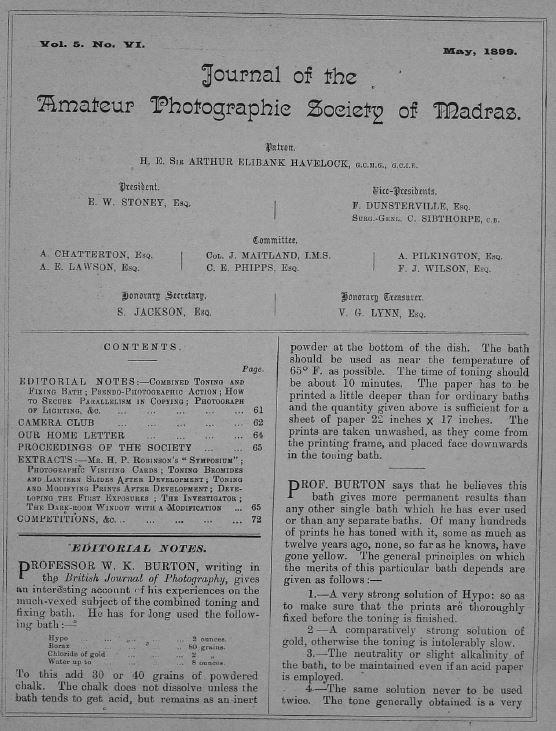 Vol. 5. No. VI.
May, 1899.
Journal of the
Amateur Photographic Society of Madras.
Patron.
H. E. Sir ARTHUR ELIBANK HAVELOCK, G.C.M.G., G.C.I.E.
President.
E. W. STONEY, Esq.
Vice-Presidents.
F. DUNSTERVILLE, Esq.
Surg.-Genl. C. SIBTHORPE, C.B.
Committee.
A. CHATTERTON, Esq.
A. E. LAWSON, Esq.
Col. J. MAITLAND, I.M.S.
C. E. PHIPPS, Esq.
A. PILKINGTON, Esq.
F. J. WILSON, Esq.
Honorary Secretary.
S. JACKSON, Esq.
Honorary Treasurer.
V. G. LYNN, Esq.
CONTENTS.
Page.
EDITORIAL NOTES:—Combined Toning and
Fixing Bath; Pseudo-Photographic Action; How
to Secure Parallelism in Copying; Photograph
of Lighting, &c. ... ... ... ... 61
CAMERA CLUB ... ... ... ... 62
OUR HOME LETTER ... ... ... ... 64
PROCEEDINGS OF THE SOCIETY ... ... 65
EXTRACTS:—Mr. H. P. Robinson's "Symposium";
Photographic Visiting Cards; Toning Bromides
and Lantern Slides After Development; Toning
and Modifying Prints After Development; Deve-
loping the First Exposures; The Investigator;
The Dark-room Window with a Modification ... 65
COMPETITIONS, &c... ... ... ... ... 72
EDITORIAL NOTES.
PROFESSOR W. K. BURTON, writing in
the British Journal of Photography, gives
an interesting account of his experiences on the
much-vexed subject of the combined toning and
fixing bath. He has for long used the follow-
ing bath:—
Hypo ... ... ... .. 2 ounces.
Borax ... ... .. 80 grains.
Chloride of gold ... ... .. 2 "
Water up to ... ... .. 8 ounces.
To this add 30 or 40 grains of powdered
chalk. The chalk does not dissolve unless the
bath tends to get acid, but remains as an inert
powder at the bottom of the dish. The bath
should be used as near the temperature of
65° F. as possible. The time of toning should
be about 10 minutes. The paper has to be
printed a little deeper than for ordinary baths
and the quantity given above is sufficient for a
sheet of paper 22 inches × 17 inches. The
prints are taken unwashed, as they come from
the printing frame, and placed face downwards
in the toning bath.
PROF. BURTON says that he believes this
bath gives more permanent results than
any other single bath which he has ever used
or than any separate baths. Of many hundreds
of prints he has toned with it, some as much as
twelve years ago, none, so far as he knows, have
gone yellow. The general principles on which
the merits of this particular bath depends are
given as follows:—
1.—A very strong solution of Hypo: so as
to make sure that the prints are thoroughly
fixed before the toning is finished.
2—A comparatively strong solution of
gold, otherwise the toning is intolerably slow.
3.—The neutrality or slight alkalinity of
the bath, to be maintained even if an acid paper
is employed.
4—The same solution never to be used
twice. The tone generally obtained is a very